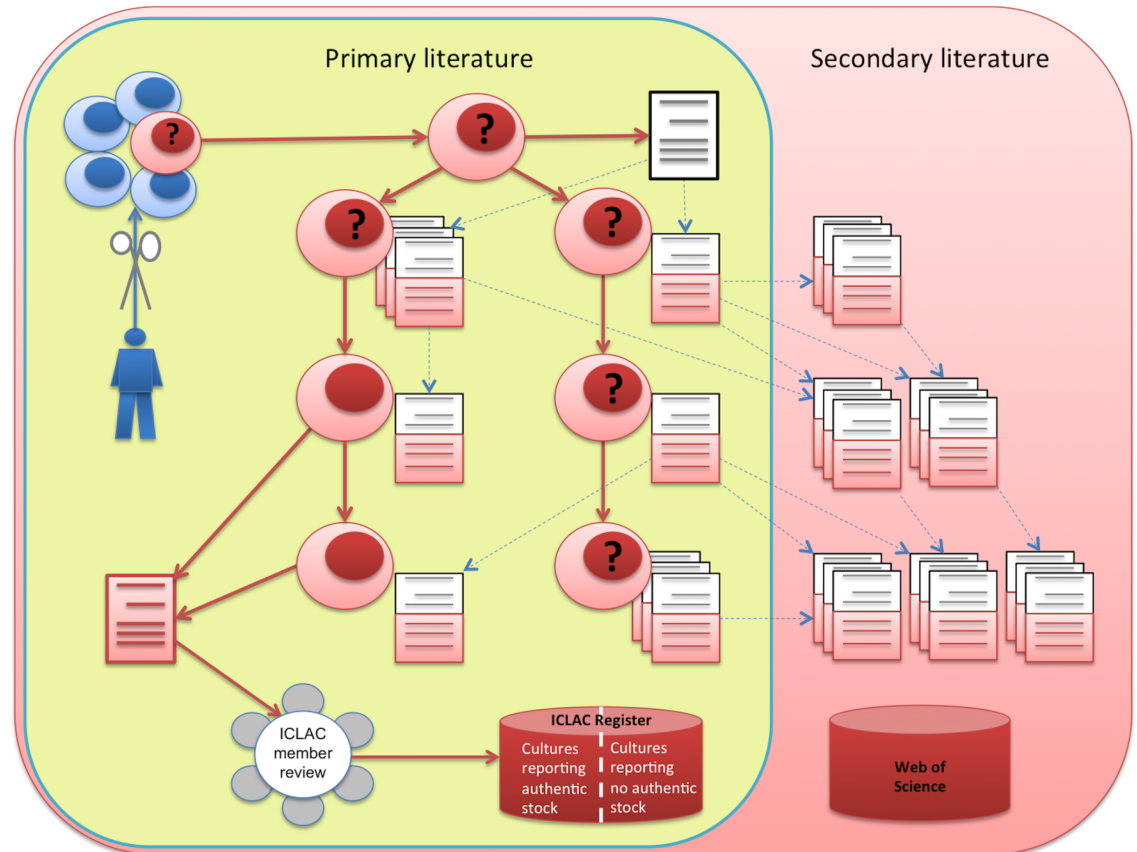 Primary literature
Secondary literature
?
?
?
?
?
?
ICLAC
member
review
ICLAC Register
Cultures
reporting
authentic
stock
Cultures
reporting
no authentic
stock
Web of
Science